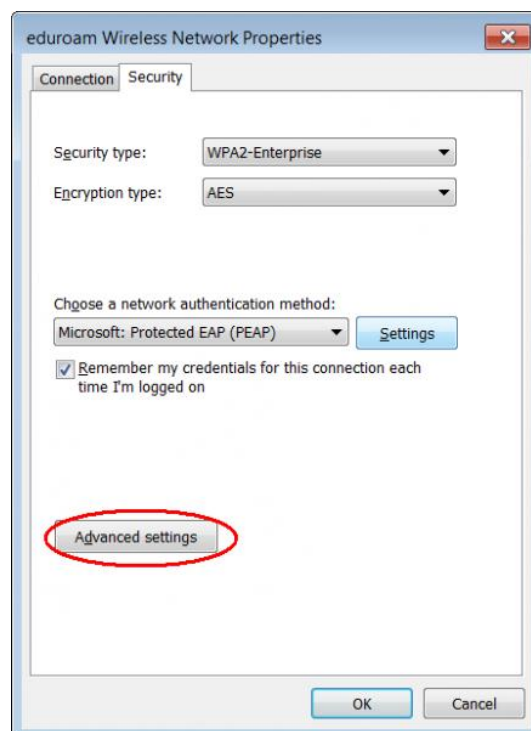 eduroam Wireless Network Properties
Connection Security
Security type: WPA2-Enterprise
Encryption type: AES
Choose a network authentication method:
Microsoft: Protected EAP (PEAP) Settings
Remember my credentials for this connection each
time I'm logged on
Advanced settings
OK Cancel